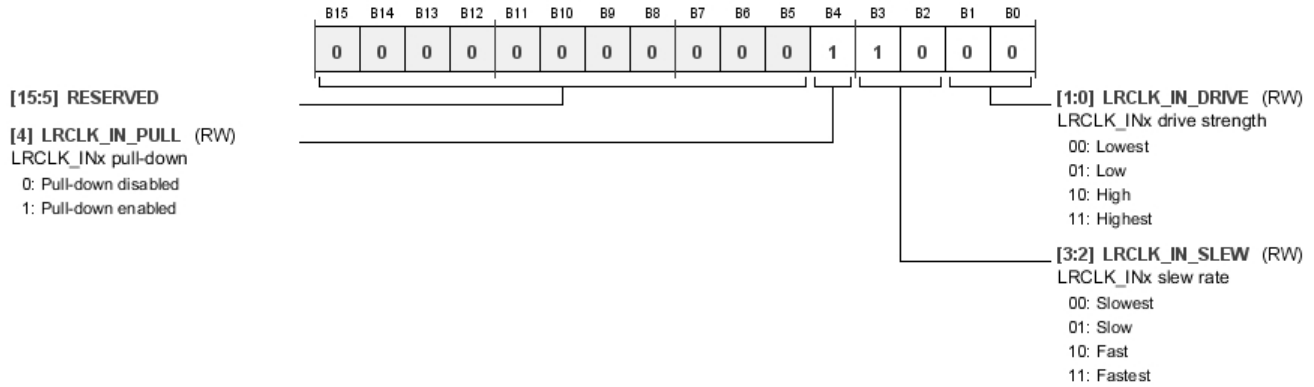 B15 B14 B13 B12 B11 B10 B9 B8 B7 B6 B5 B4 B3 B2 B1 B0
0 0 0 0 0 0 0 0 0 0 0 1 1 0 0 0
[15:5] RESERVED
[4] LRCLK_IN_PULL (RW)
LRCLK_INx pull-down
0: Pull-down disabled
1: Pull-down enabled
[1:0] LRCLK_IN_DRIVE (RW)
LRCLK_INx drive strength
00: Lowest
01: Low
10: High
11: Highest
[3:2] LRCLK_IN_SLEW (RW)
LRCLK_INx slew rate
00: Slowest
01: Slow
10: Fast
11: Fastest